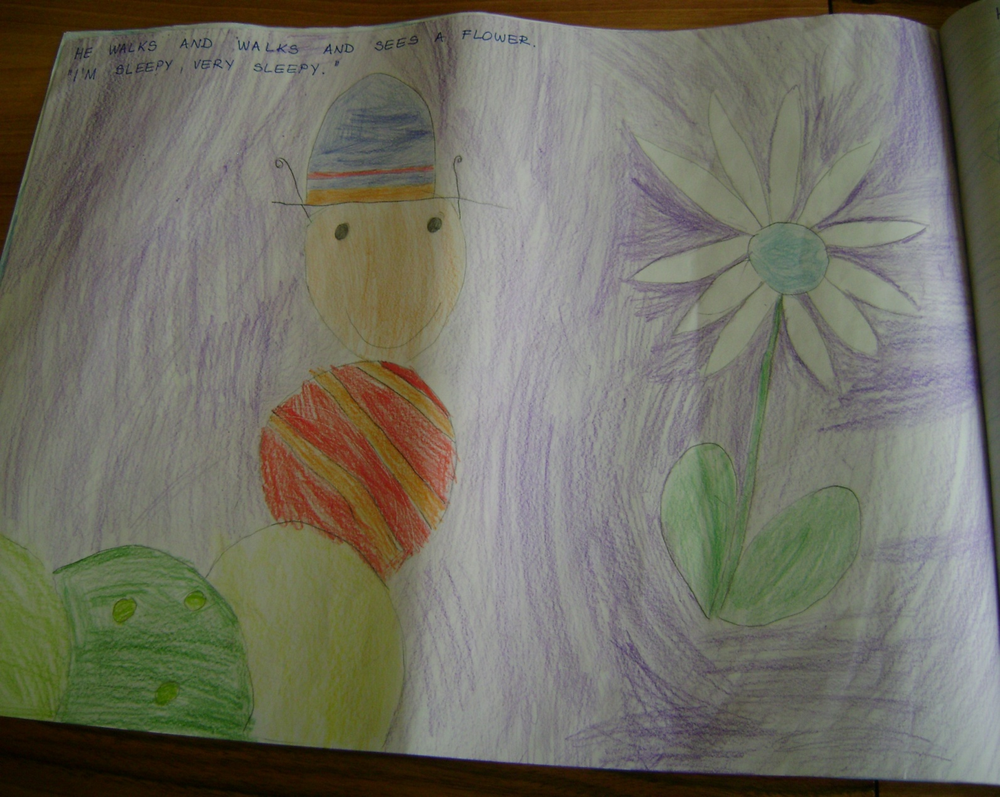 HE WALKS AND WALKS AND SEES A FLOWER.
"I'M SLEEPY, VERY SLEEPY."